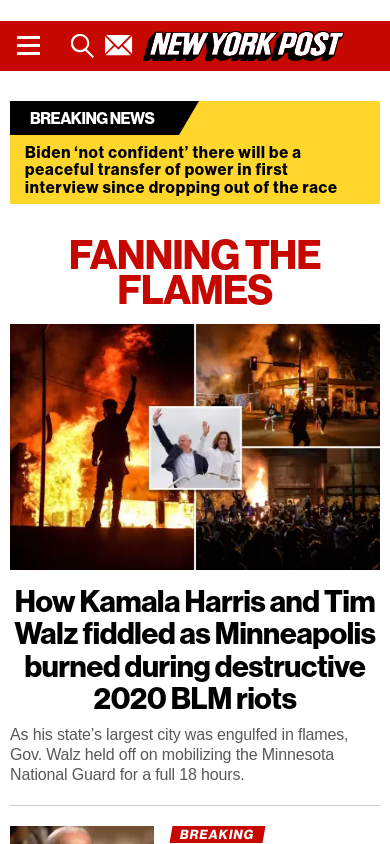 NEW YORK POST
BREAKING NEWS
Biden ‘not confident’ there will be a
peaceful transfer of power in first
interview since dropping out of the race
FANNING THE
FLAMES
How Kamala Harris and Tim
Walz fiddled as Minneapolis
burned during destructive
2020 BLM riots
As his state’s largest city was engulfed in flames,
Gov. Walz held off on mobilizing the Minnesota
National Guard for a full 18 hours.
BREAKING